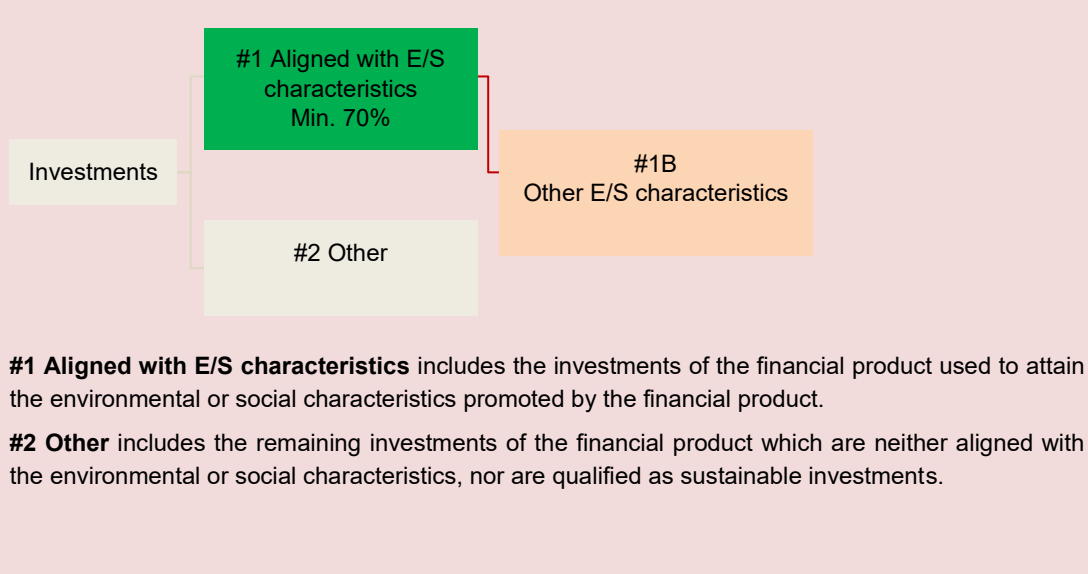 #1 Aligned with E/S
characteristics
Min. 70%
Investments
#1B
Other E/S characteristics
#2 Other
#1 Aligned with E/S characteristics includes the investments of the financial product used to attain
the environmental or social characteristics promoted by the financial product.
#2 Other includes the remaining investments of the financial product which are neither aligned with
the environmental or social characteristics, nor are qualified as sustainable investments.